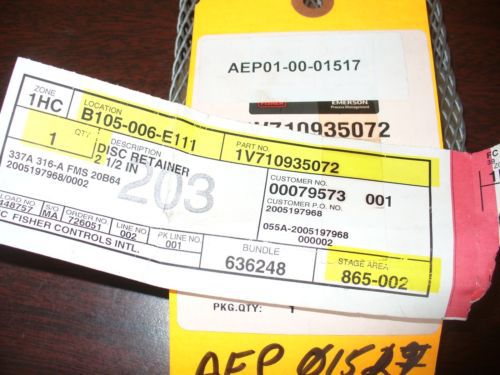 AEP01-00-01517
FISHER EMERSON
Process Management
1V710935072
ZONE
1HC
LOCATION
B105-006-E111
QTY
1
DESCRIPTION
DISC RETAINER
2 1/2 IN
PART NO.
1V710935072
337A 316-A FMS 20B64
2005197968/0002
203
CUSTOMER NO.
00079573 001
CUSTOMER P.O. NO.
2005197968
055A-2005197968
000002
LOAD NO.
348757
S/O
MA
ORDER NO.
726051
LINE NO.
002
PK LINE NO.
001
BUNDLE
636248
STAGE AREA
865-002
FISHER CONTROLS INTL.
PKG.QTY: 1
AEP 01527